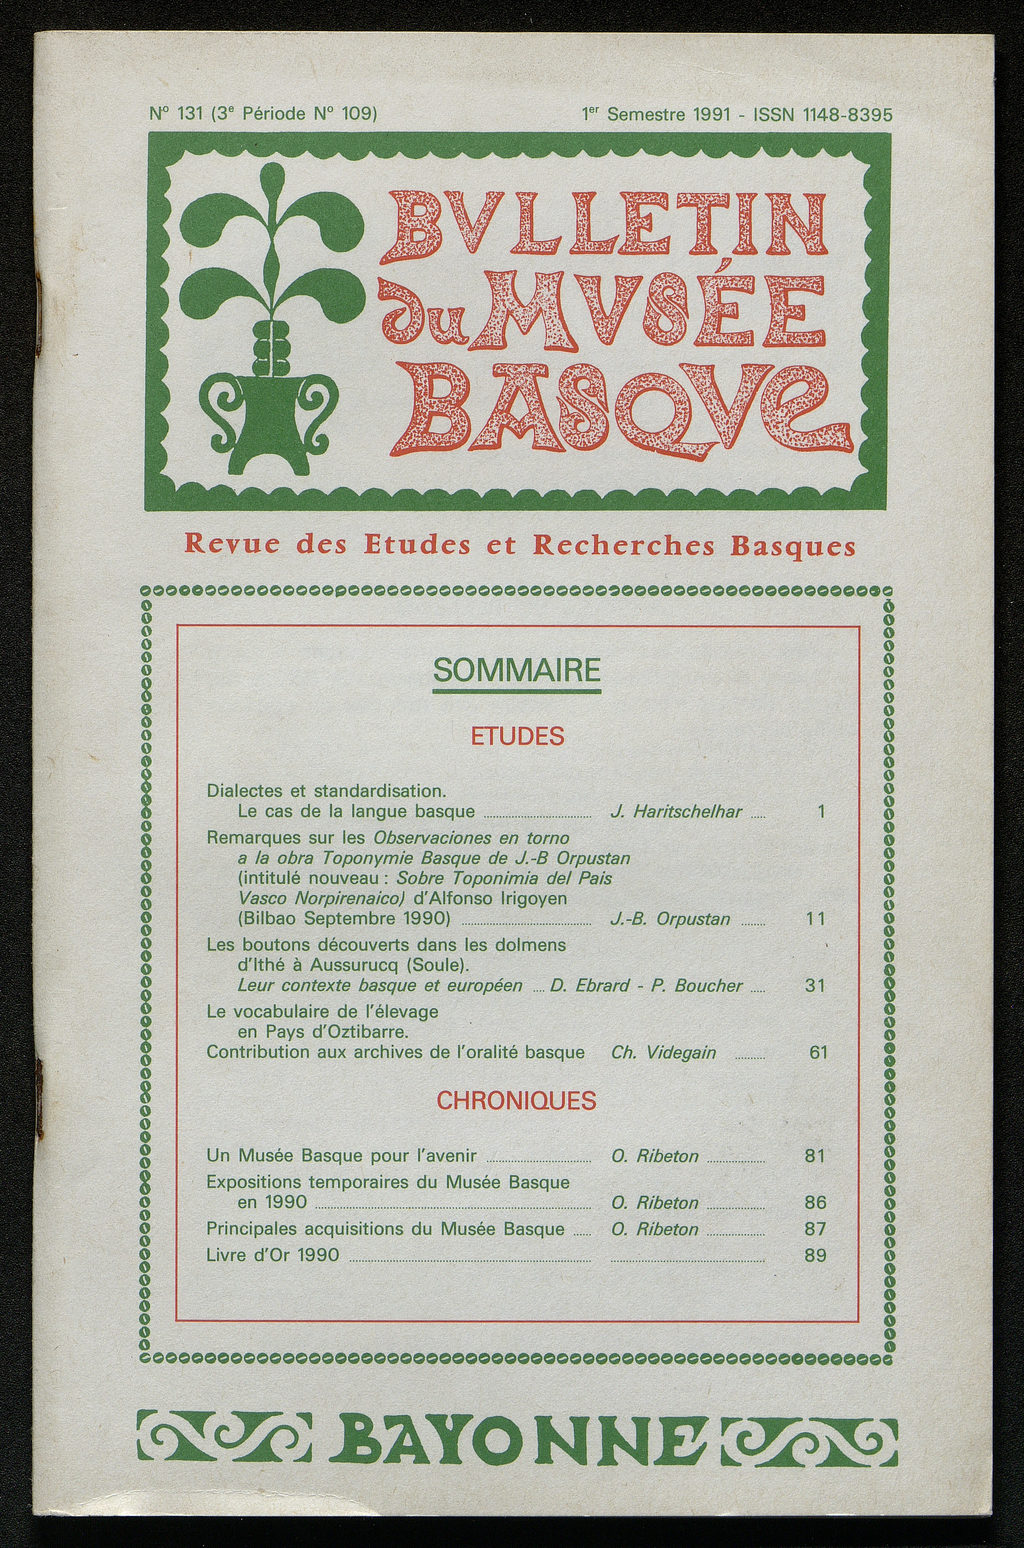 Nº 131 (3e Période Nº 109)
1er Semestre 1991 - ISSN 1148-8395
BVLLETIN
du MVSÉE
BASQVe
Revue des Etudes et Recherches Basques
SOMMAIRE
ETUDES
Dialectes et standardisation.
Le cas de la langue basque ........ J. Haritschelhar ..... 1
Remarques sur les Observaciones en torno
a la obra Toponymie Basque de J.-B Orpustan
(intitulé nouveau : Sobre Toponimia del Pais
Vasco Norpirenaico) d'Alfonso Irigoyen
(Bilbao Septembre 1990) ........ J.-B. Orpustan ..... 11
Les boutons découverts dans les dolmens
d'Ithé à Aussurucq (Soule).
Leur contexte basque et européen .... D. Ebrard - P. Boucher ..... 31
Le vocabulaire de l'élevage
en Pays d'Oztibarre.
Contribution aux archives de l'oralité basque Ch. Videgain ........ 61
CHRONIQUES
Un Musée Basque pour l'avenir ........ O. Ribeton ........ 81
Expositions temporaires du Musée Basque
en 1990 ........ O. Ribeton ........ 86
Principales acquisitions du Musée Basque ..... O. Ribeton ........ 87
Livre d'Or 1990 ........ ........ 89
BAYONNE